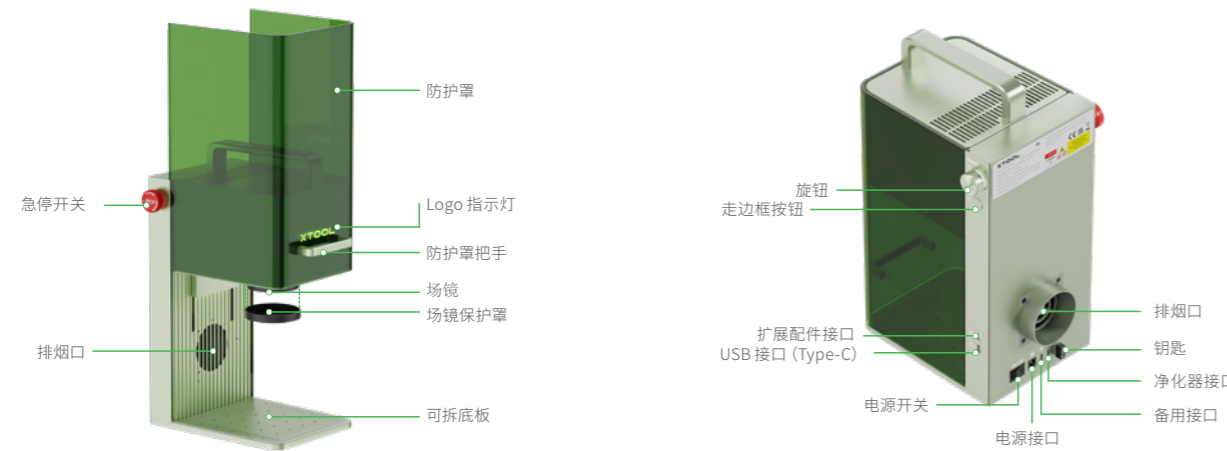 防护罩
急停开关
Logo 指示灯
XTOOL
防护罩把手
场镜
场镜保护罩
排烟口
可拆底板
XTOOL
旋钮
走边框按钮
排烟口
扩展配件接口
USB 接口 (Type-C)
钥匙
净化器接口
电源开关
备用接口
电源接口